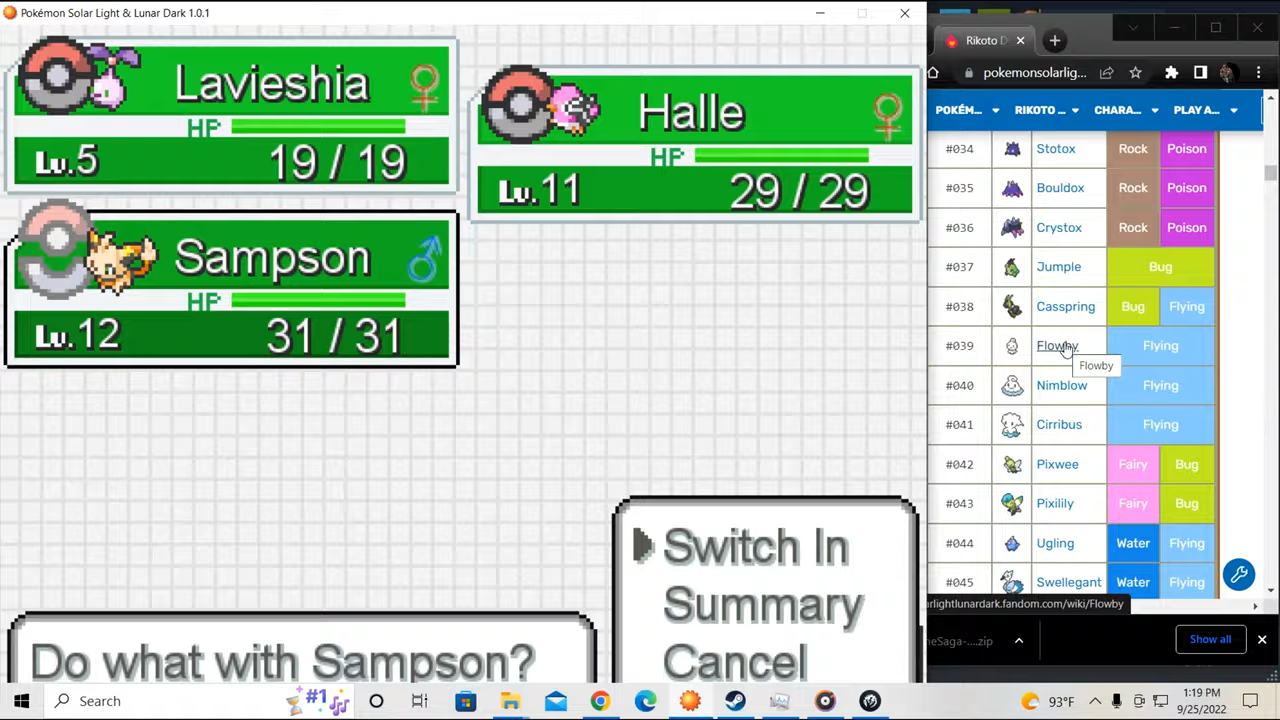 Pokémon Solar Light & Lunar Dark 1.0.1
Lavieshia
HP
Lv.5 19/19
Halle
HP
Lv.11 29/29
Sampson
HP
Lv.12 31/31
Switch In
Summary
Cancel
Do what with Sampson?
Rikoto D
pokemonsolarlig...
POKÉM... RIKOTO ... CHARA... PLAY A...
#034 Stotox Rock Poison
#035 Bouldox Rock Poison
#036 Crystox Rock Poison
#037 Jumple Bug
#038 Casspring Bug Flying
#039 Flowby Flying
Flowby
#040 Nimblow Flying
#041 Cirribus Flying
#042 Pixwee Fairy Bug
#043 Pixilily Fairy Bug
#044 Ugling Water Flying
#045 Swellegant Water Flying
arlightlunardark.fandom.com/wiki/Flowby
neSaga-....zip
Show all
Search
#1
93°F
1:19 PM
9/25/2022